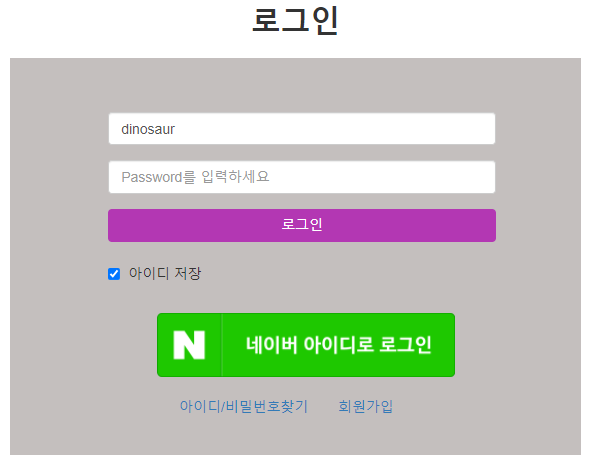 로그인
dinosaur
Password를 입력하세요
로그인
아이디 저장
N 네이버 아이디로 로그인
아이디/비밀번호찾기 회원가입